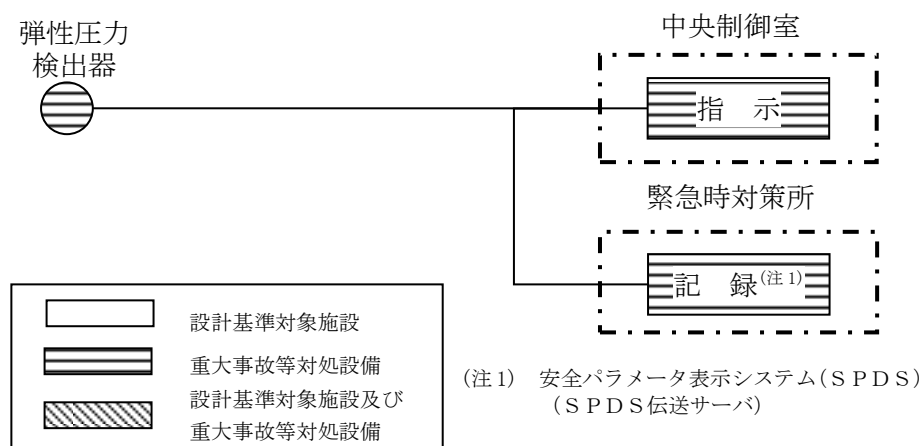 弾性圧力
検出器
中央制御室
指　示
緊急時対策所
記　録(注1)
設計基準対象施設
重大事故等対処設備
設計基準対象施設及び
重大事故等対処設備
(注1)　安全パラメータ表示システム(ＳＰＤＳ)
(ＳＰＤＳ伝送サーバ)